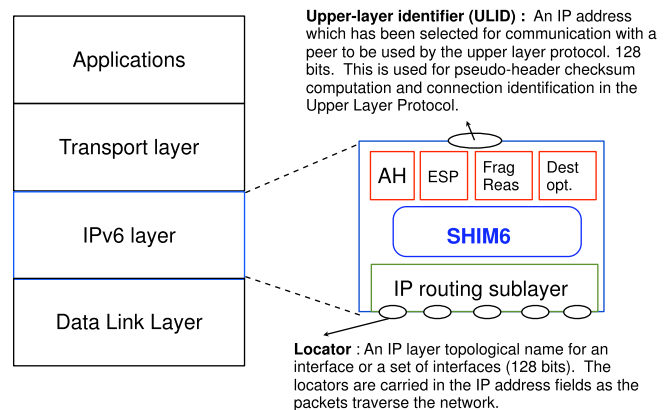 Upper-layer identifier (ULID) : An IP address
which has been selected for communication with a
peer to be used by the upper layer protocol. 128
bits. This is used for pseudo-header checksum
computation and connection identification in the
Upper Layer Protocol.
Applications
Transport layer
IPv6 layer
Data Link Layer
AH
ESP
Frag
Reas
Dest
opt.
SHIM6
IP routing sublayer
Locator : An IP layer topological name for an
interface or a set of interfaces (128 bits). The
locators are carried in the IP address fields as the
packets traverse the network.